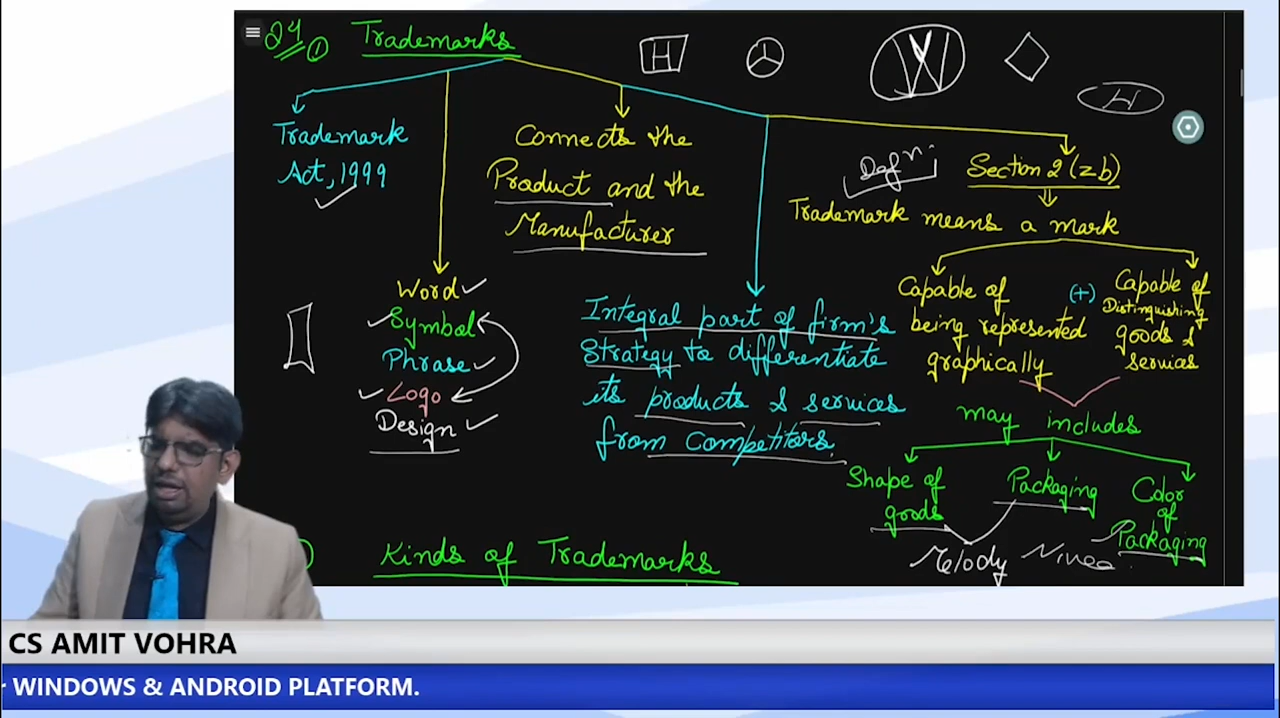 24 ① Trademarks
H
Trademark
Act, 1999
Connects the
Product and the
Manufacturer
Defn:
Section 2 (zb)
Trademark means a mark
Word
Symbol
Phrase
Logo
Design
Integral part of firm's
Strategy to differentiate
its products & services
from competitors.
Capable of
being represented
graphically
(+)
Capable of
Distinguishing
goods &
services
may includes
Shape of
goods
Packaging
Color
of
Packaging
Melody
Nivea
Kinds of Trademarks
CS AMIT VOHRA
WINDOWS & ANDROID PLATFORM.